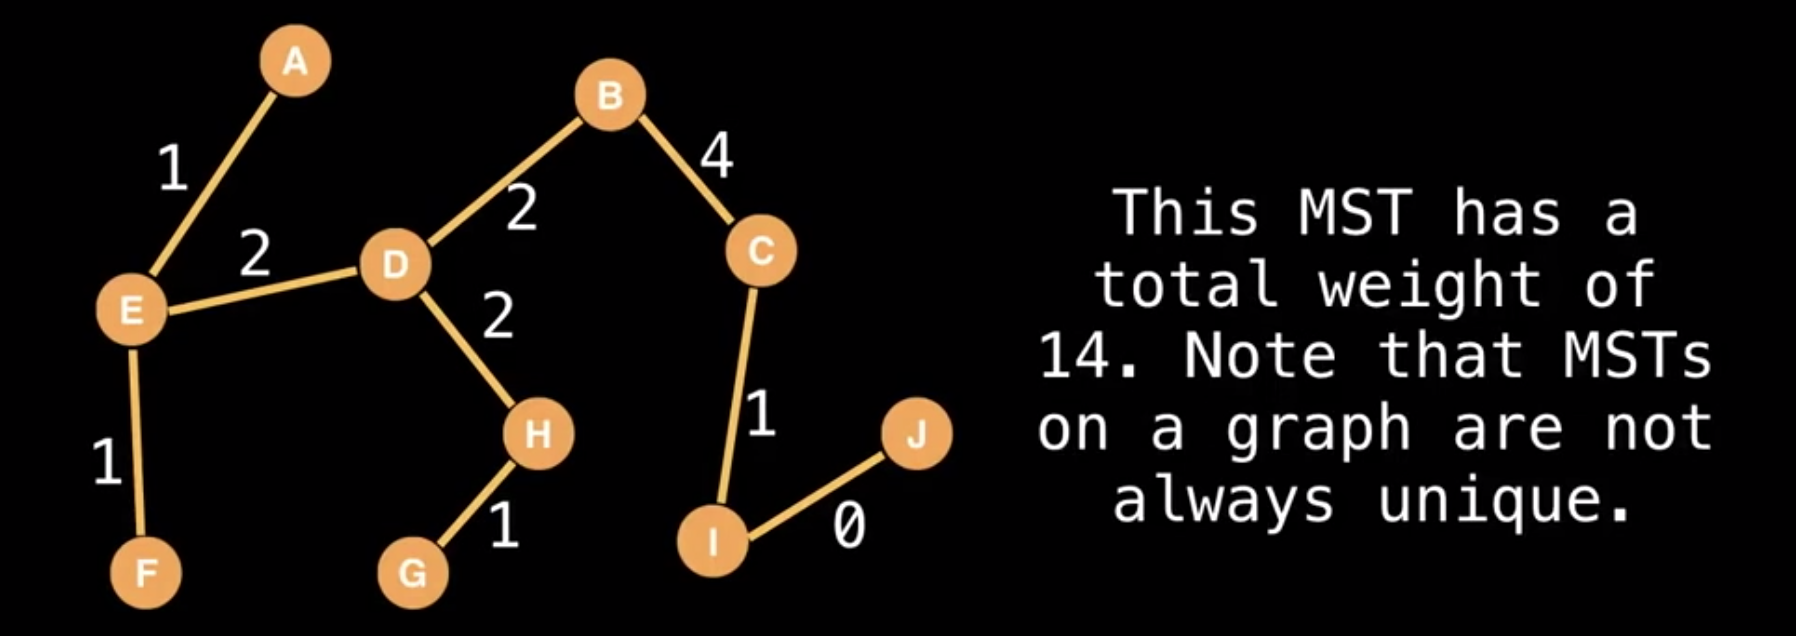 A
B
1
4
2
2
D
C
E
2
1
1
H
J
1
0
I
F
G
This MST has a
total weight of
14. Note that MSTs
on a graph are not
always unique.